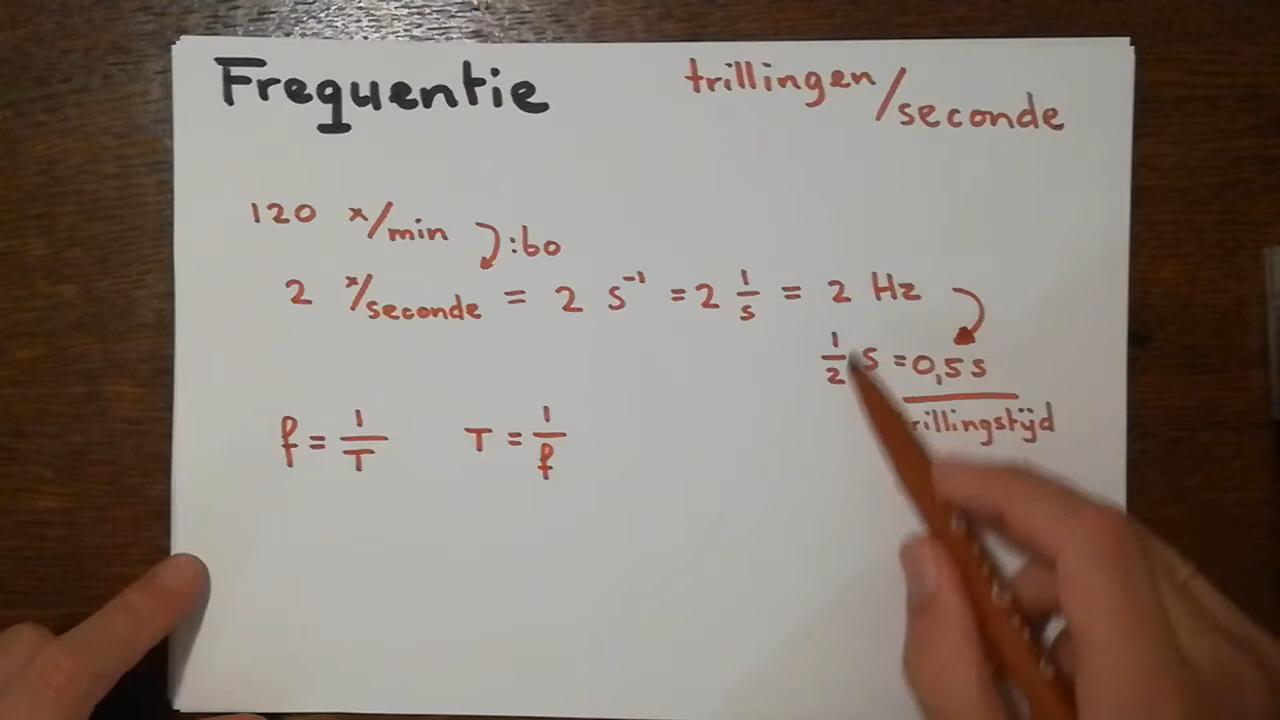 Frequentie
trillingen/seconde
120 x/min
:60
2 x/seconde = 2 s⁻¹ = 2 1/s = 2 Hz
1/2 s = 0,5 s
trillingstijd
f = 1/T
T = 1/f